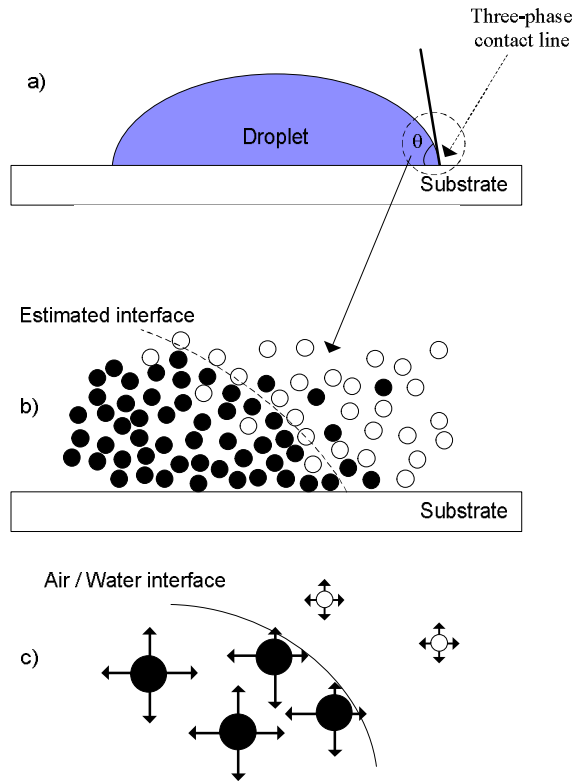 Three-phase
contact line
a)
θ
Droplet
Substrate
Estimated interface
b)
Substrate
Air / Water interface
c)